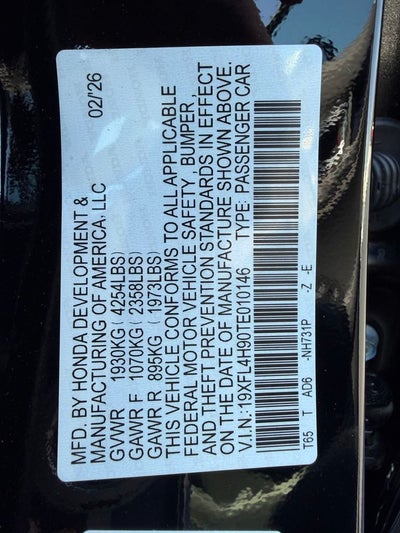 MFD. BY HONDA DEVELOPMENT & 02/26
MANUFACTURING OF AMERICA, LLC
GVWR 1930KG ( 4254LBS)
GAWR F 1070KG ( 2358LBS)
GAWR R 895KG ( 1973LBS)
THIS VEHICLE CONFORMS TO ALL APPLICABLE
FEDERAL MOTOR VEHICLE SAFETY, BUMPER,
AND THEFT PREVENTION STANDARDS IN EFFECT
ON THE DATE OF MANUFACTURE SHOWN ABOVE.
V.I.N.: 19XFL4H90TE010146 TYPE: PASSENGER CAR
T65 T AD6 -NH731P -Z -E